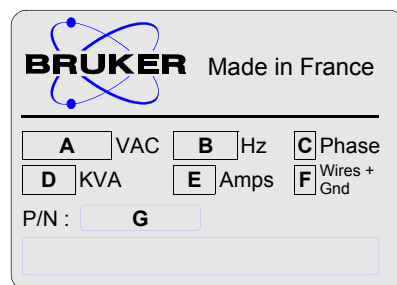 BRUKER Made in France
A VAC B Hz C Phase
D KVA E Amps F Wires + Gnd
P/N : G